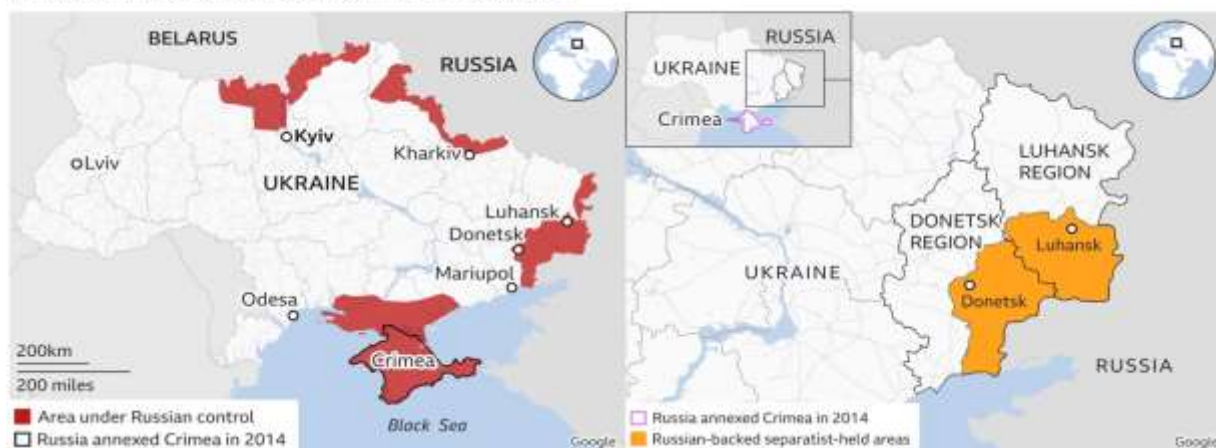 BELARUS
RUSSIA
Kyiv
Lviv
Kharkiv
UKRAINE
Luhansk
Donetsk
Mariupol
Odesa
Crimea
200km
200 miles
Black Sea
Area under Russian control
Russia annexed Crimea in 2014
Google
RUSSIA
UKRAINE
Crimea
LUHANSK
REGION
DONETSK
REGION
Luhansk
UKRAINE
Donetsk
RUSSIA
Russia annexed Crimea in 2014
Russian-backed separatist-held areas
Google